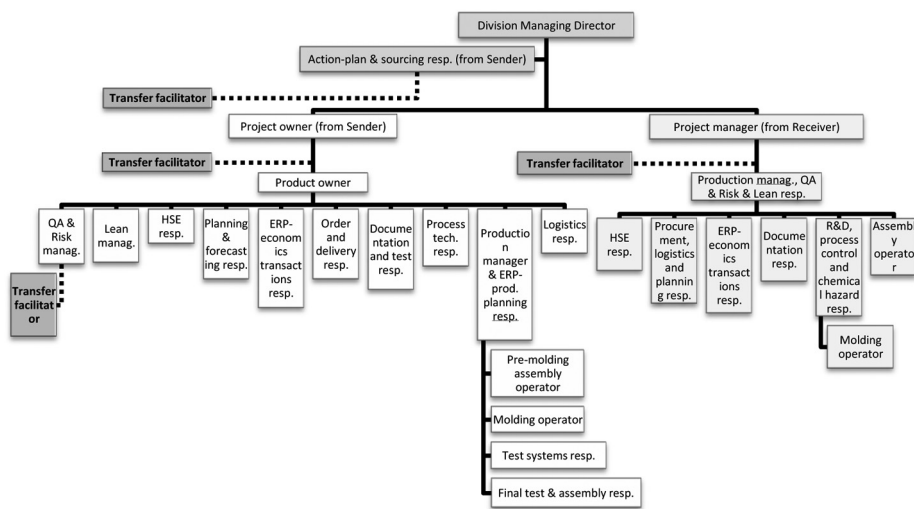 Division Managing Director
Action-plan & sourcing resp. (from Sender)
Transfer facilitator
Project owner (from Sender)
Project manager (from Receiver)
Transfer facilitator
Transfer facilitator
Product owner
Production manag., QA
& Risk & Lean resp.
QA &
Risk
manag.
Lean
manag.
HSE
resp.
Planning
&
forecast
ing resp.
ERP-
econom
ics
transact
ions
resp.
Order
and
delivery
resp.
Docume
ntation
and test
resp.
Process
tech.
resp.
Productio
n
manager
& ERP-
prod.
planning
resp.
Logistics
resp.
HSE
resp.
Procure
ment,
logistics
and
plannin
g resp.
ERP-
econom
ics
transact
ions
resp.
Docume
ntation
resp.
R&D,
process
control
and
chemica
l hazard
resp.
Assembl
y
operato
r
Transfer
facilitat
or
Molding
operator
Pre-molding
assembly
operator
Molding operator
Test systems resp.
Final test & assembly resp.